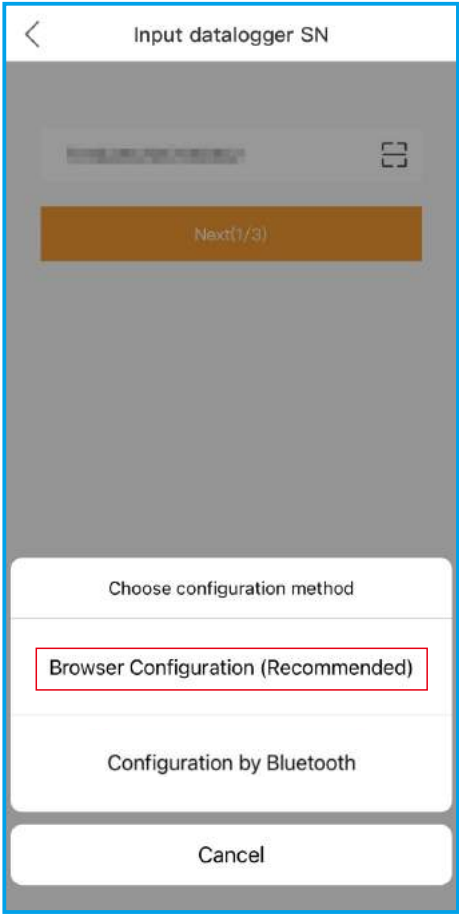 Input datalogger SN
Next(1/3)
Choose configuration method
Browser Configuration (Recommended)
Configuration by Bluetooth
Cancel